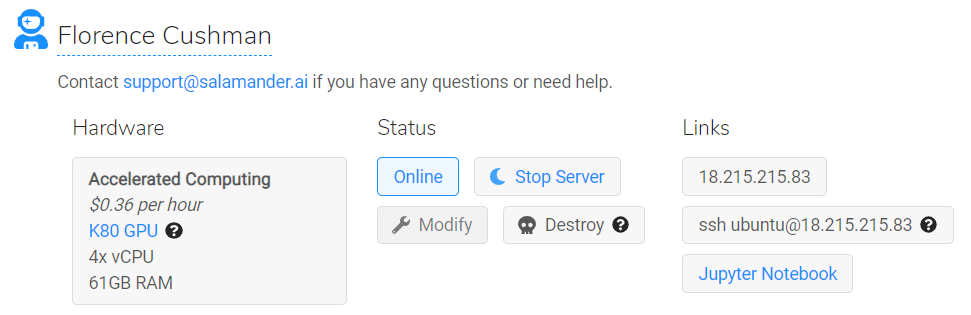 Florence Cushman
Contact support@salamander.ai if you have any questions or need help.
Hardware
Accelerated Computing
$0.36 per hour
K80 GPU ?
4x vCPU
61GB RAM
Status
Online
Stop Server
Modify
Destroy ?
Links
18.215.215.83
ssh ubuntu@18.215.215.83 ?
Jupyter Notebook